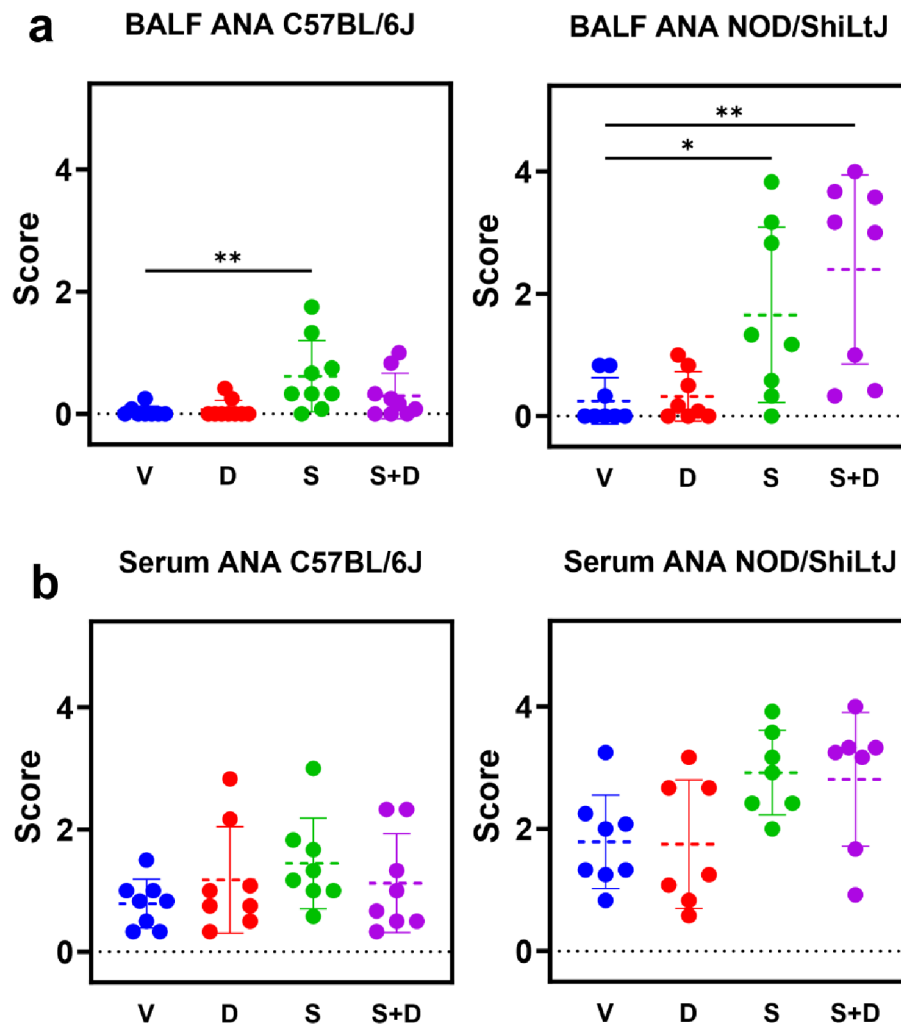 a
BALF ANA C57BL/6J
BALF ANA NOD/ShiLtJ
Score
4
2
0
**
V D S S+D
Score
4
2
0
**
*
V D S S+D
b
Serum ANA C57BL/6J
Serum ANA NOD/ShiLtJ
Score
4
2
0
V D S S+D
Score
4
2
0
V D S S+D